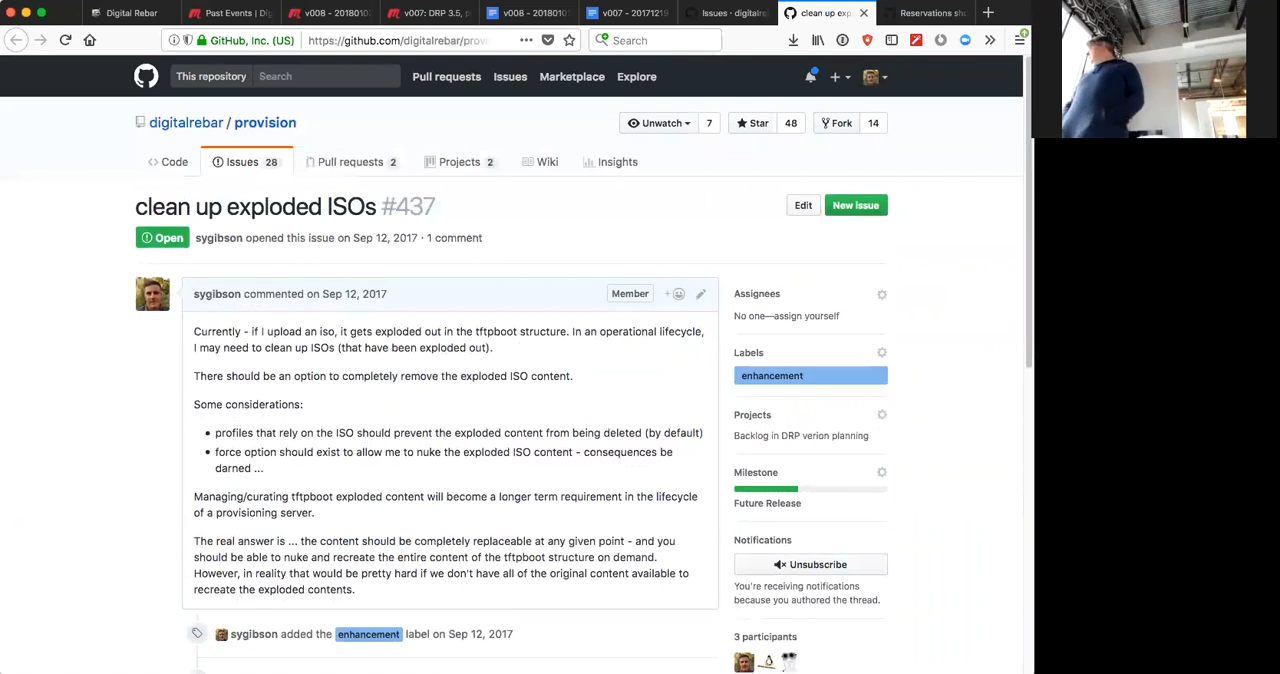 Digital Rebar
Past Events | Dig
v008 - 2018010
v007: DRP 3.5, p
v008 - 2018010
v007 - 2017121
Issues · digitalre
clean up exp
Reservations sh
GitHub, Inc. (US)
https://github.com/digitalrebar/provi
Search
This repository
Search
Pull requests
Issues
Marketplace
Explore
digitalrebar / provision
Unwatch
7
Star
48
Fork
14
Code
Issues 28
Pull requests 2
Projects 2
Wiki
Insights
clean up exploded ISOs #437
Edit
New issue
Open
sygibson opened this issue on Sep 12, 2017 · 1 comment
sygibson commented on Sep 12, 2017
Member
Currently - if I upload an iso, it gets exploded out in the tftpboot structure. In an operational lifecycle,
I may need to clean up ISOs (that have been exploded out).
There should be an option to completely remove the exploded ISO content.
Some considerations:
• profiles that rely on the ISO should prevent the exploded content from being deleted (by default)
• force option should exist to allow me to nuke the exploded ISO content - consequences be
darned ...
Managing/curating tftpboot exploded content will become a longer term requirement in the lifecycle
of a provisioning server.
The real answer is ... the content should be completely replaceable at any given point - and you
should be able to nuke and recreate the entire content of the tftpboot structure on demand.
However, in reality that would be pretty hard if we don't have all of the original content available to
recreate the exploded contents.
sygibson added the enhancement label on Sep 12, 2017
Assignees
No one—assign yourself
Labels
enhancement
Projects
Backlog in DRP verion planning
Milestone
Future Release
Notifications
Unsubscribe
You're receiving notifications
because you authored the thread.
3 participants